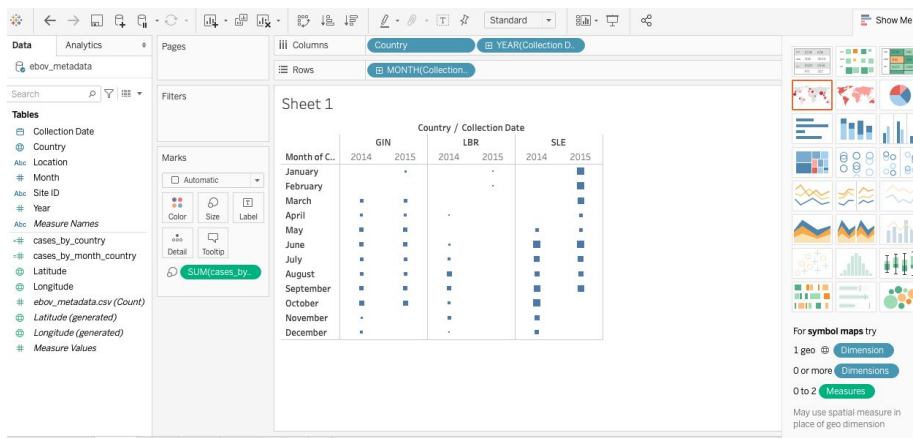 Standard
Show Me
Data
Analytics
ebov_metadata
Search
Tables
Collection Date
Country
Abc Location
# Month
Abc Site ID
# Year
Abc Measure Names
=# cases_by_country
=# cases_by_month_country
Latitude
Longitude
# ebov_metadata.csv (Count)
Latitude (generated)
Longitude (generated)
# Measure Values
Pages
Filters
Marks
Automatic
Color
Size
Label
Detail
Tooltip
SUM(cases_by..
Columns
Country
YEAR(Collection D..
Rows
MONTH(Collection..
Sheet 1
Country / Collection Date
GIN LBR SLE
Month of C.. 2014 2015 2014 2015 2014 2015
January
February
March
April
May
June
July
August
September
October
November
December
For symbol maps try
1 geo Dimension
0 or more Dimensions
0 to 2 Measures
May use spatial measure in
place of geo dimension